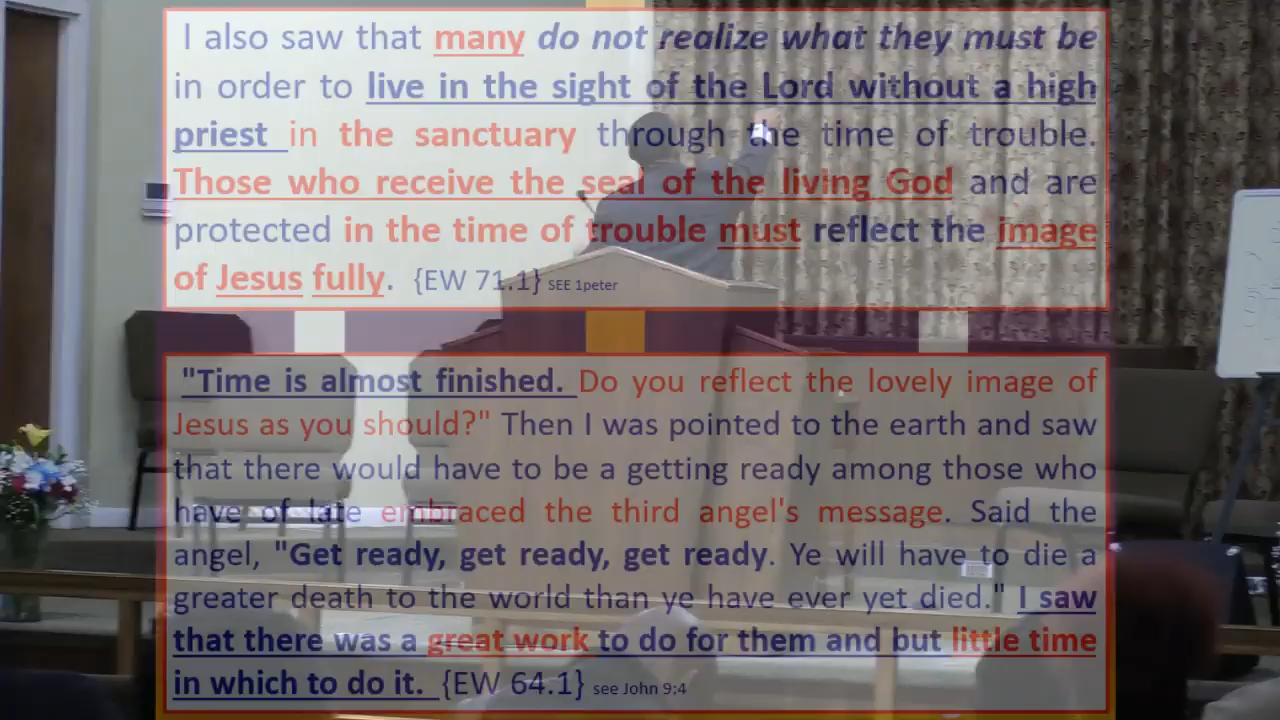 I also saw that many do not realize what they must be
in order to live in the sight of the Lord without a high
priest in the sanctuary through the time of trouble.
Those who receive the seal of the living God and are
protected in the time of trouble must reflect the image
of Jesus fully. {EW 71.1} SEE 1peter
"Time is almost finished. Do you reflect the lovely image of
Jesus as you should?" Then I was pointed to the earth and saw
that there would have to be a getting ready among those who
have of late embraced the third angel's message. Said the
angel, "Get ready, get ready, get ready. Ye will have to die a
greater death to the world than ye have ever yet died." I saw
that there was a great work to do for them and but little time
in which to do it. {EW 64.1} see John 9:4